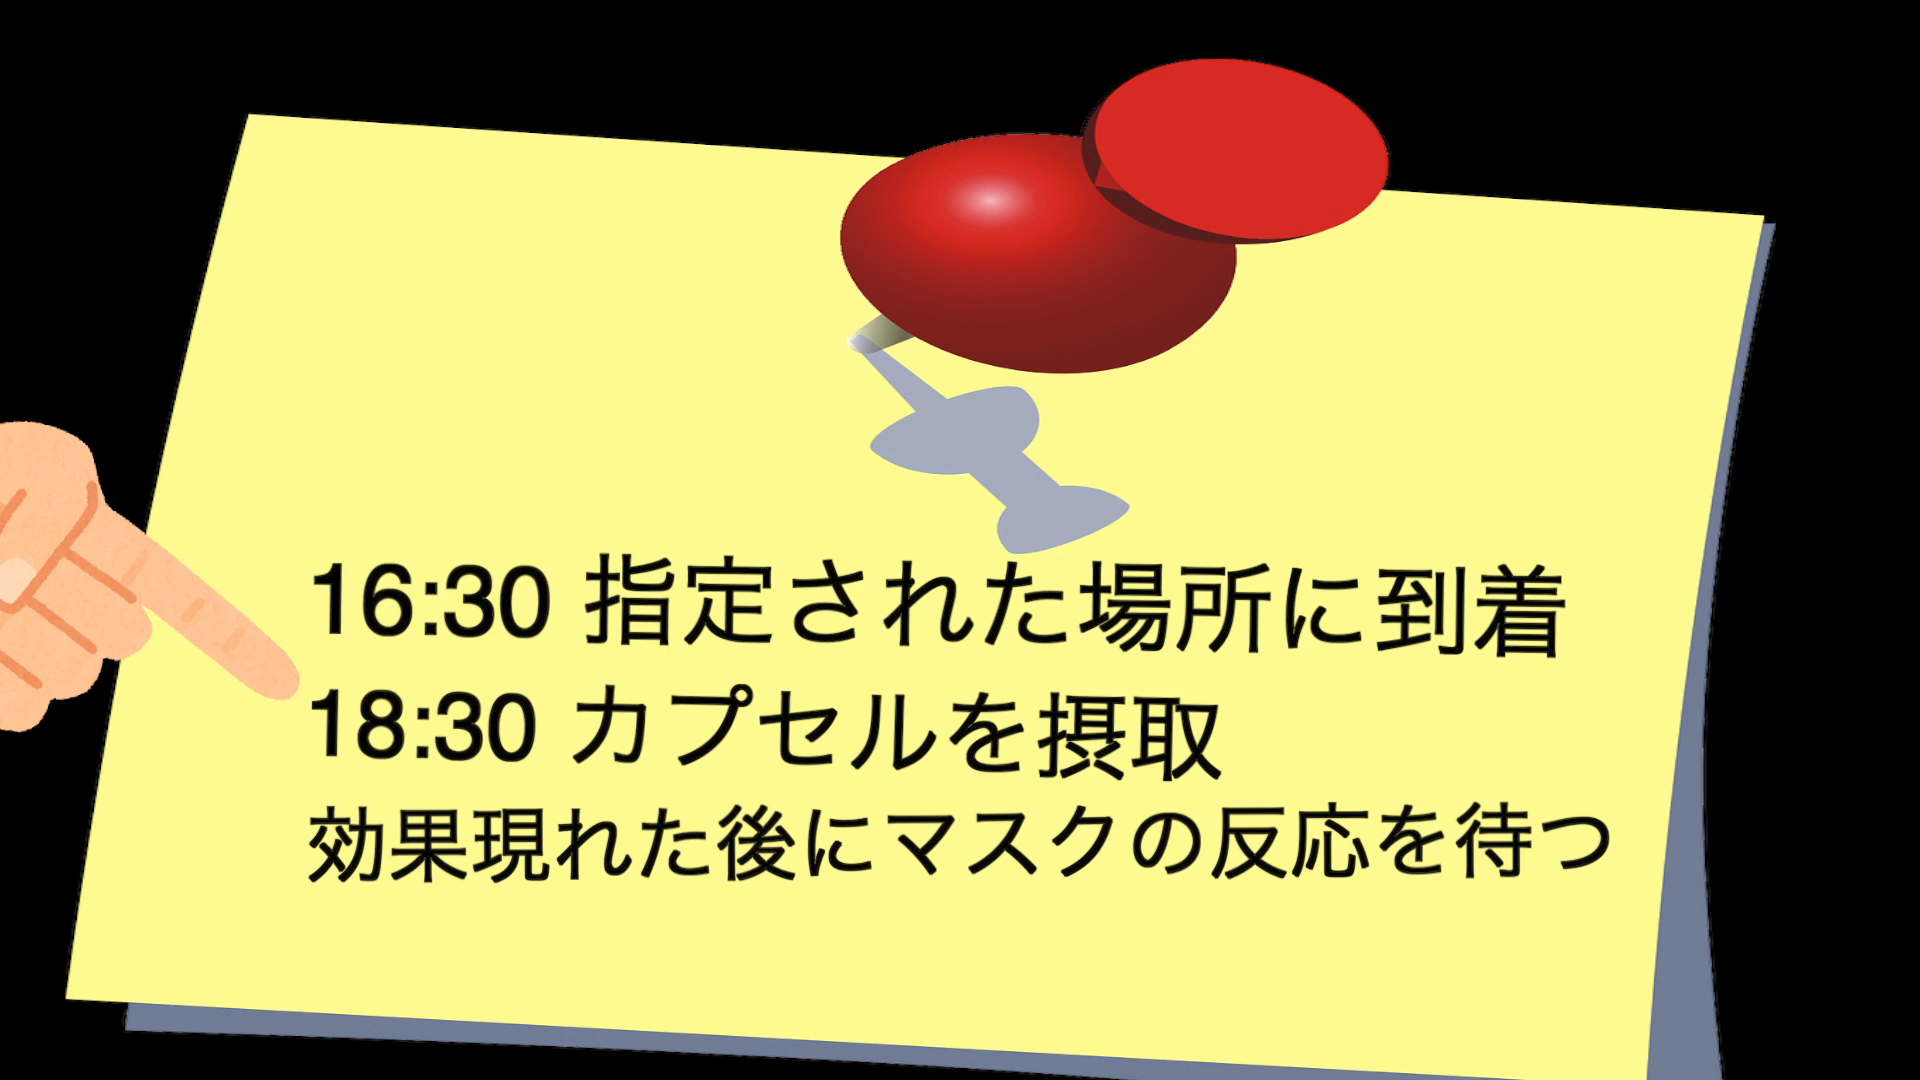 16:30 指定された場所に到着
18:30 カプセルを摂取
効果現れた後にマスクの反応を待つ